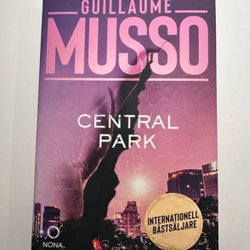 GUILLAUME
MUSSO
CENTRAL
PARK
INTERNATIONELL
BÄSTSÄLJARE
NONA